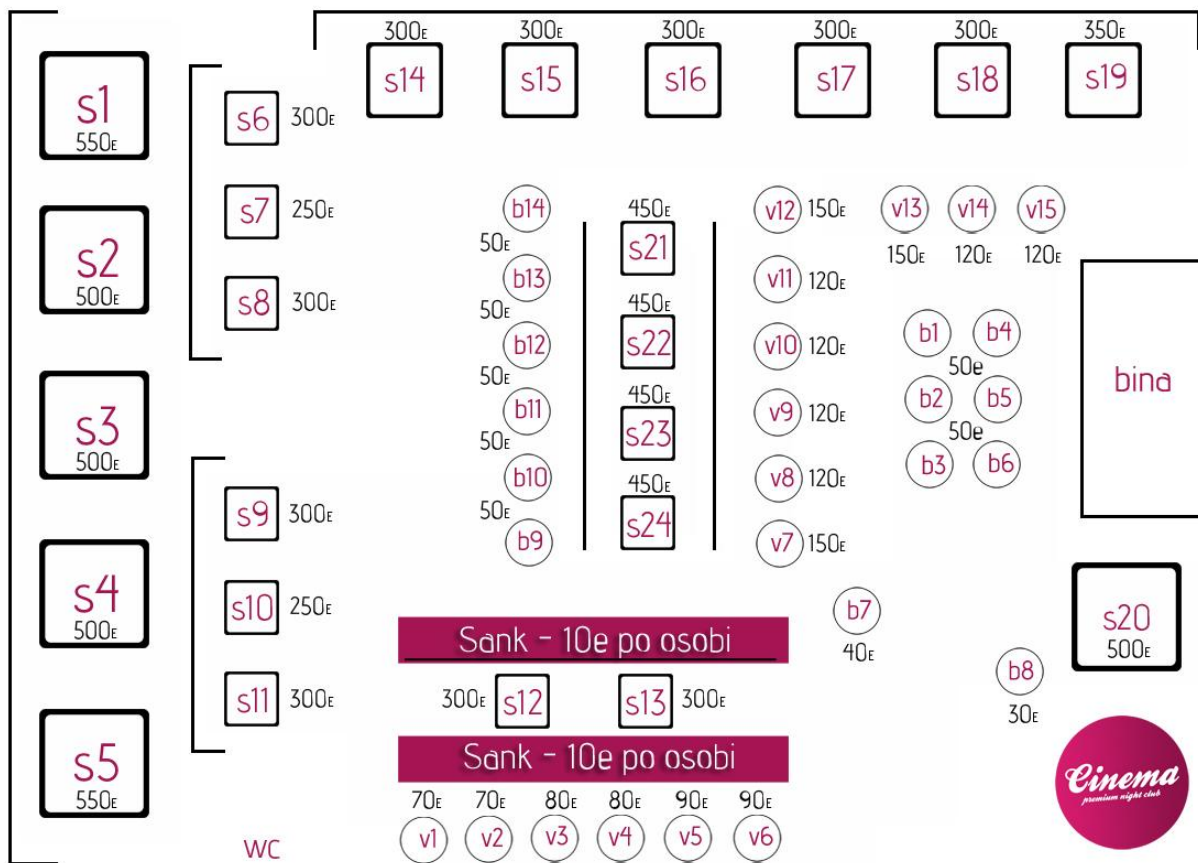 300E 300E 300E 300E 300E 350E
s14 s15 s16 s17 s18 s19
s1
550E
s6 300E
s2
500E
s7 250E
s8 300E
s3
500E
s9 300E
s4
500E
s10 250E
s11 300E
s5
550E
b14
50E
b13
50E
b12
50E
b11
50E
b10
50E
b9
450E
s21
450E
s22
450E
s23
450E
s24
v12 150E
v11 120E
v10 120E
v9 120E
v8 120E
v7 150E
v13 v14 v15
150E 120E 120E
b1 b4
50e
b2 b5
50e
b3 b6
bina
b7
40E
s20
500E
b8
30E
Sank - 10e po osobi
300E s12 s13 300E
Sank - 10e po osobi
70E 70E 80E 80E 90E 90E
v1 v2 v3 v4 v5 v6
WC
Cinema
premium night club